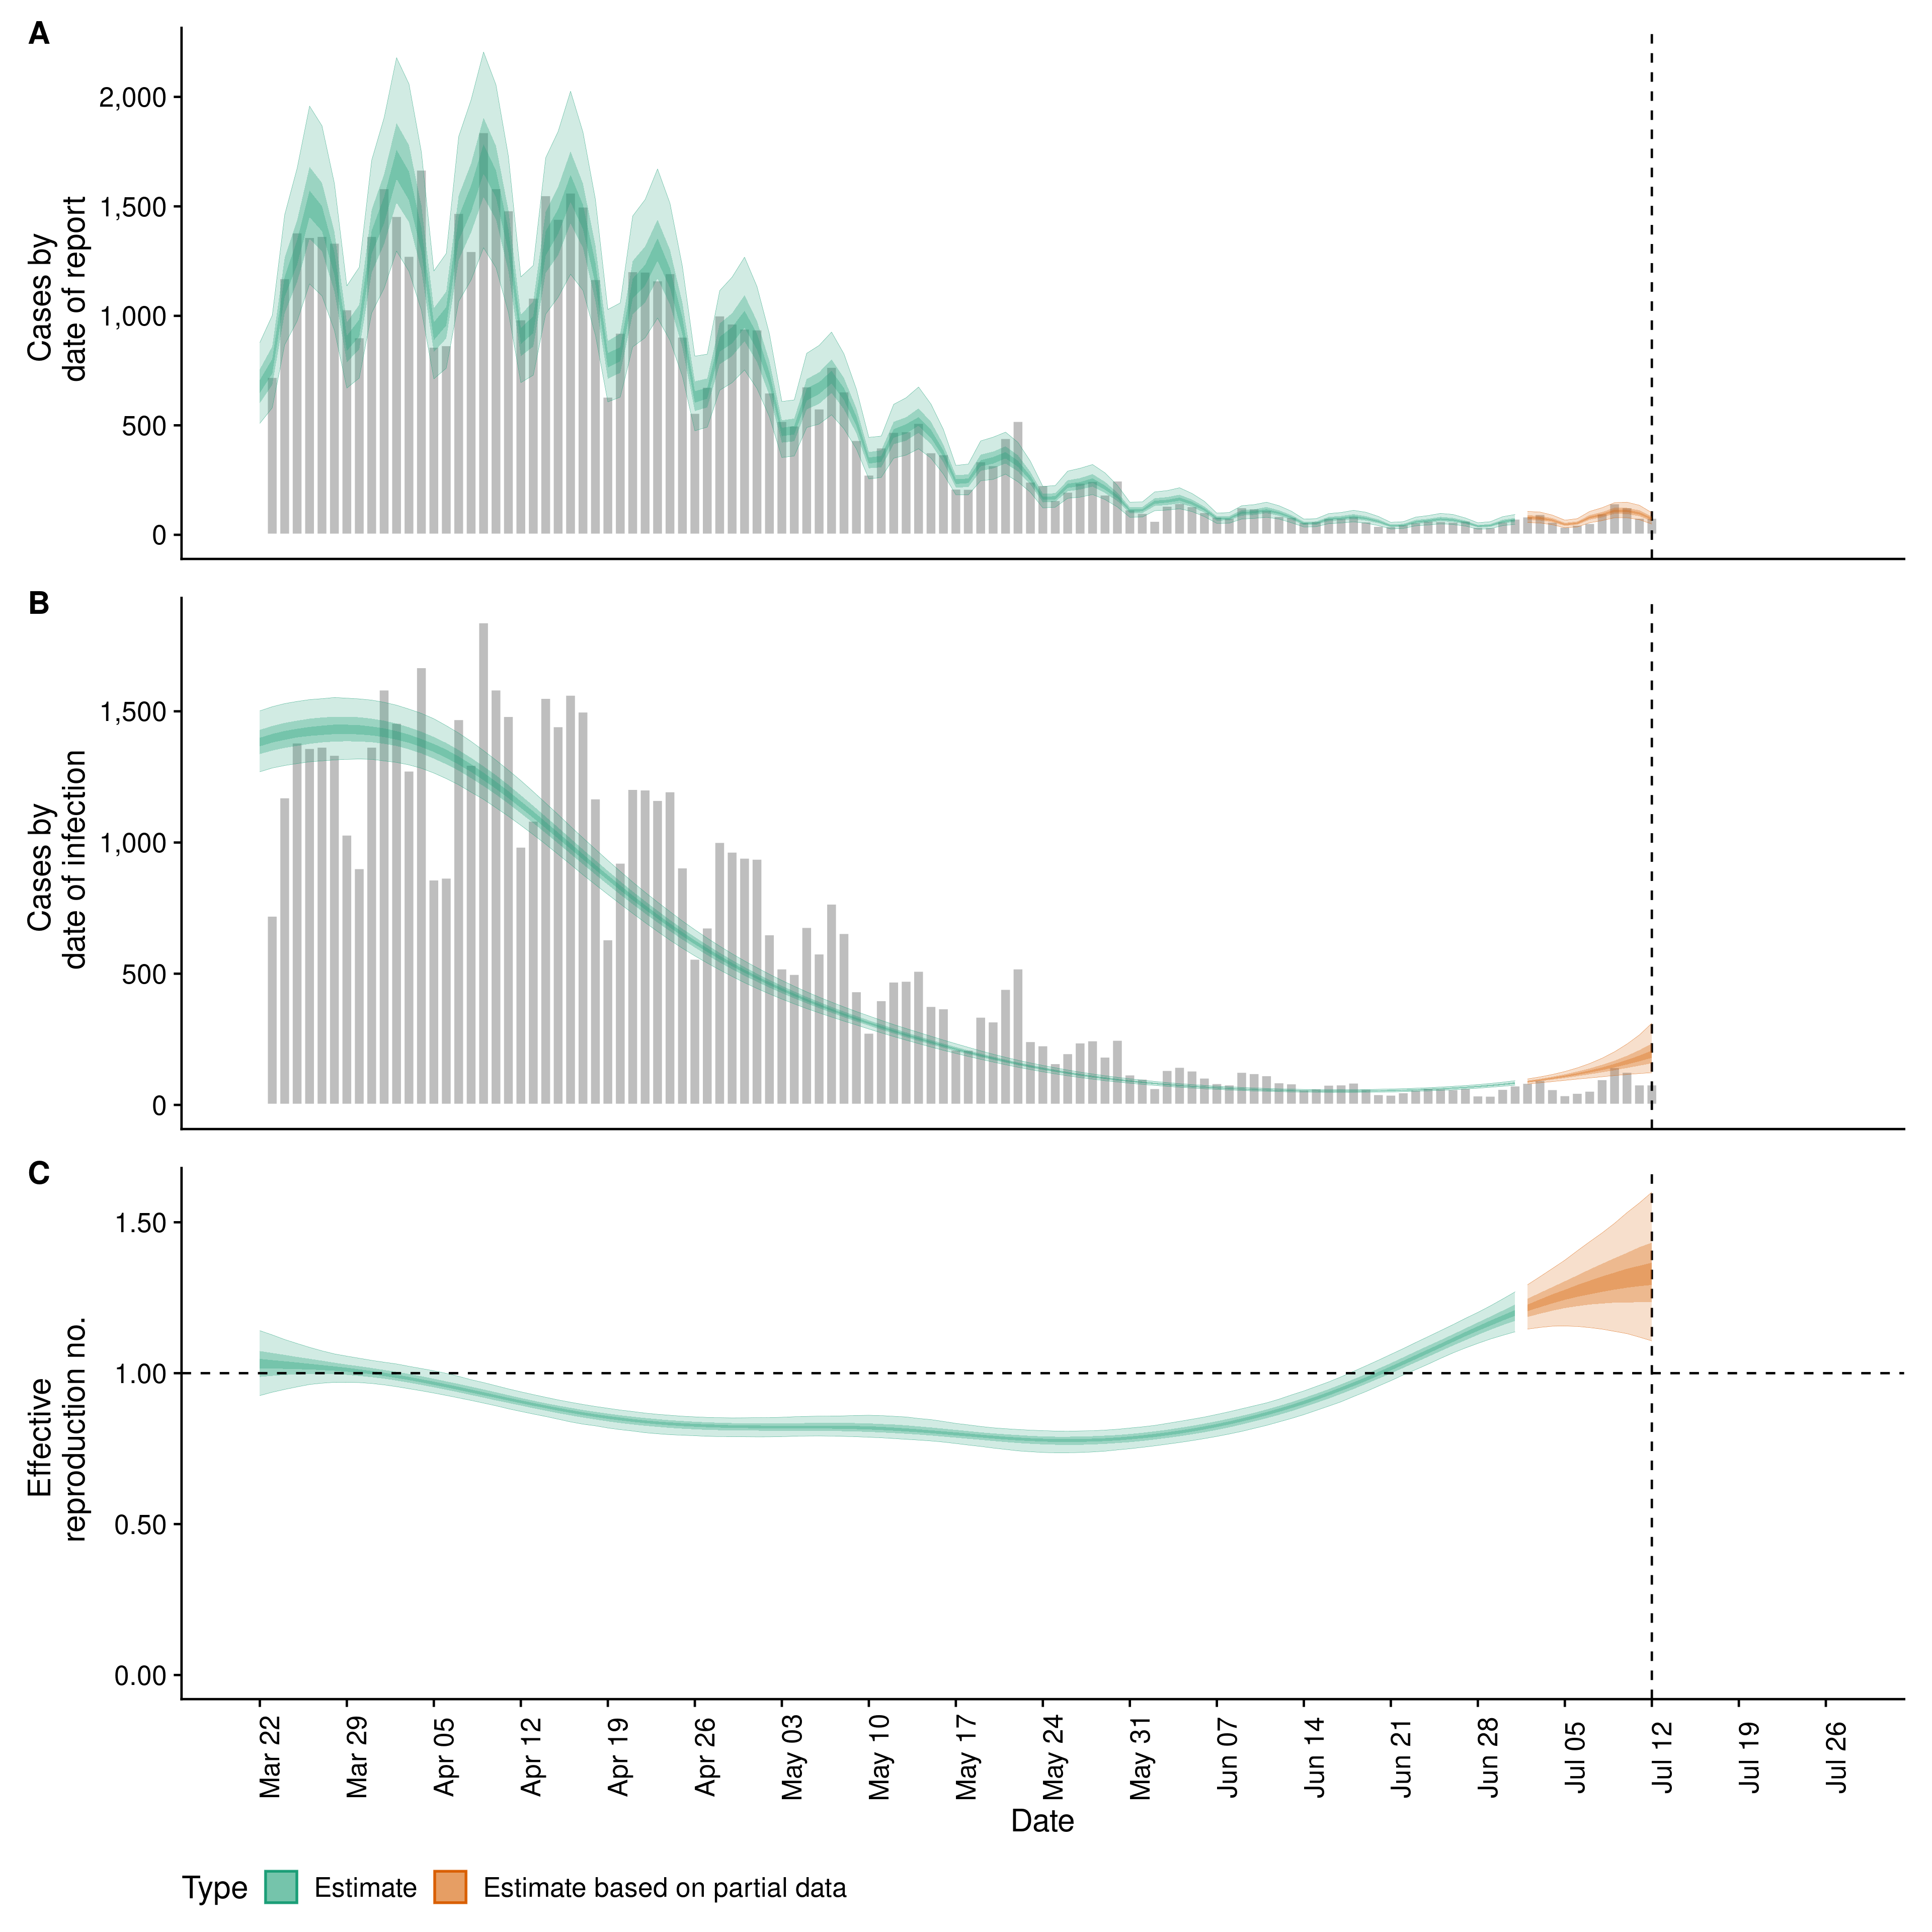 A
Cases by
date of report
2,000
1,500
1,000
500
0
B
Cases by
date of infection
1,500
1,000
500
0
C
Effective
reproduction no.
1.50
1.00
0.50
0.00
Mar 22
Mar 29
Apr 05
Apr 12
Apr 19
Apr 26
May 03
May 10
May 17
May 24
May 31
Jun 07
Jun 14
Jun 21
Jun 28
Jul 05
Jul 12
Jul 19
Jul 26
Date
Type Estimate Estimate based on partial data